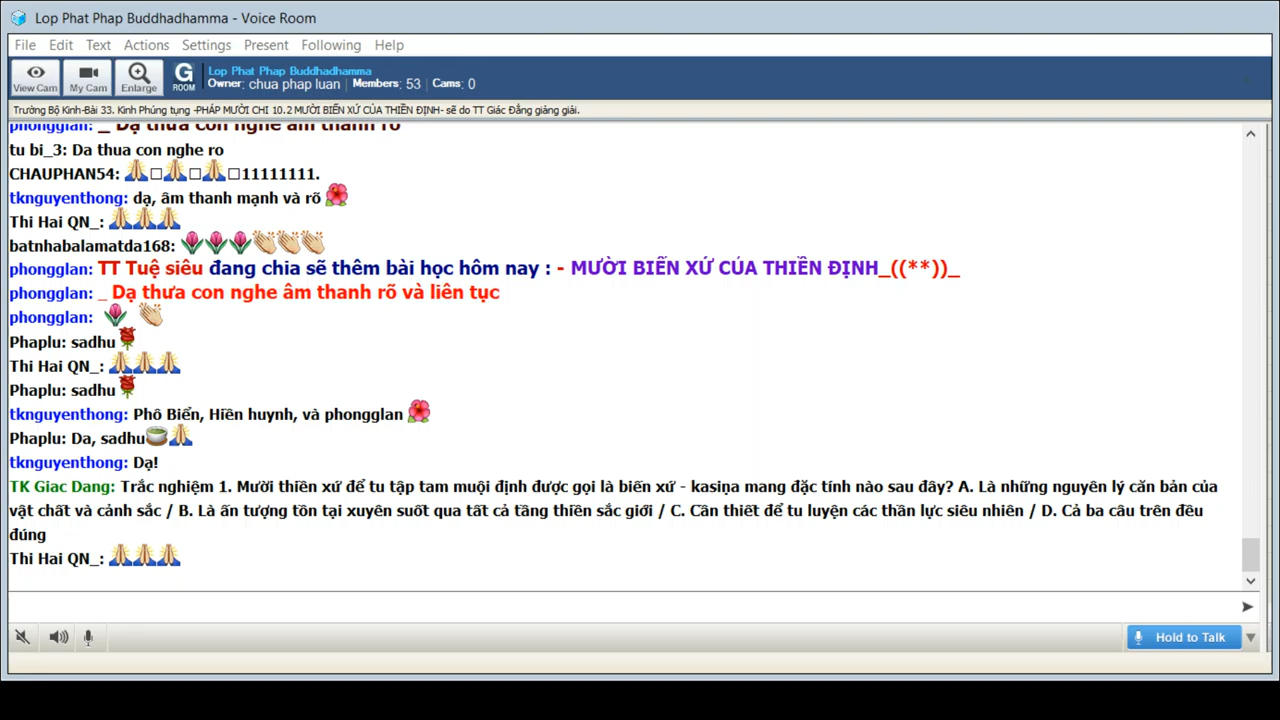 Lop Phat Phap Buddhadhamma - Voice Room
File Edit Text Actions Settings Present Following Help
View Cam My Cam Enlarge G ROOM Lop Phat Phap Buddhadhamma
Owner: chua phap luan Members: 53 Cams: 0
Trường Bộ Kinh-Bài 33. Kinh Phúng tụng -PHÁP MƯỜI CHI 10.2 MƯỜI BIẾN XỨ CỦA THIỀN ĐỊNH- sẽ do TT Giác Đẳng giảng giải.
phongglan: _ Dạ thưa con nghe âm thanh rõ
tu bi_3: Da thua con nghe ro
CHAUPHAN54: 🙏□🙏□🙏□11111111.
tknguyenthong: dạ, âm thanh mạnh và rõ 🌺
Thi Hai QN_: 🙏🙏🙏
batnhabalamatda168: 🌷🌷🌷👏👏👏
phongglan: TT Tuệ siêu đang chia sẽ thêm bài học hôm nay : - MƯỜI BIẾN XỨ CỦA THIỀN ĐỊNH_((**))_
phongglan: _ Dạ thưa con nghe âm thanh rõ và liên tục
phongglan: 🌷 👏
Phaplu: sadhu🌹
Thi Hai QN_: 🙏🙏🙏
Phaplu: sadhu🌹
tknguyenthong: Phô Biển, Hiền huynh, và phongglan 🌺
Phaplu: Da, sadhu🍵🙏
tknguyenthong: Dạ!
TK Giac Dang: Trắc nghiệm 1. Mười thiền xứ để tu tập tam muội định được gọi là biến xứ - kasiṇa mang đặc tính nào sau đây? A. Là những nguyên lý căn bản của
vật chất và cảnh sắc / B. Là ấn tượng tồn tại xuyên suốt qua tất cả tầng thiền sắc giới / C. Cần thiết để tu luyện các thần lực siêu nhiên / D. Cả ba câu trên đều
đúng
Thi Hai QN_: 🙏🙏🙏
Hold to Talk